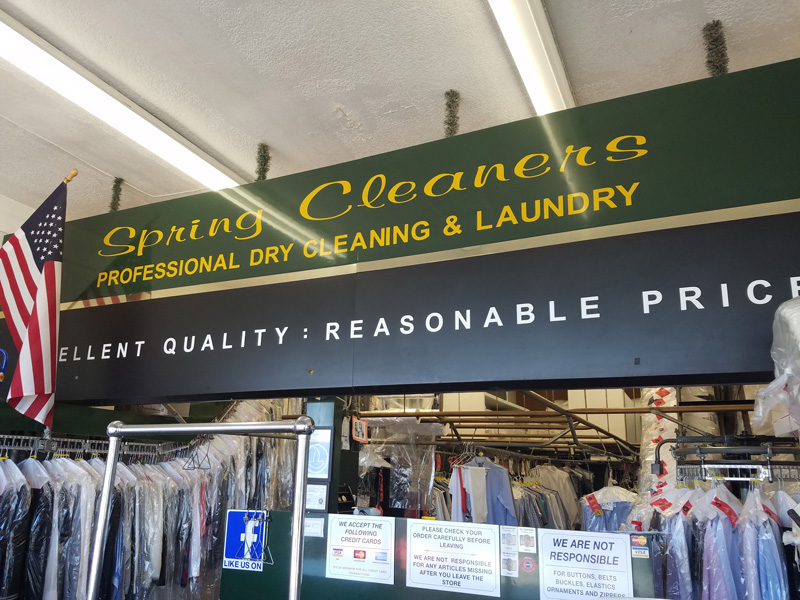 Spring Cleaners
PROFESSIONAL DRY CLEANING & LAUNDRY
ELLENT QUALITY : REASONABLE PRICE
LIKE US ON
WE ACCEPT THE
FOLLOWING
CREDIT CARDS
PLEASE CHECK YOUR
ORDER CAREFULLY BEFORE
LEAVING
WE ARE NOT RESPONSIBLE
FOR ANY ARTICLES MISSING
AFTER YOU LEAVE THE
STORE
WE ARE NOT
RESPONSIBLE
FOR BUTTONS, BELTS
BUCKLES, ELASTICS
ORNAMENTS AND ZIPPERS
VISA